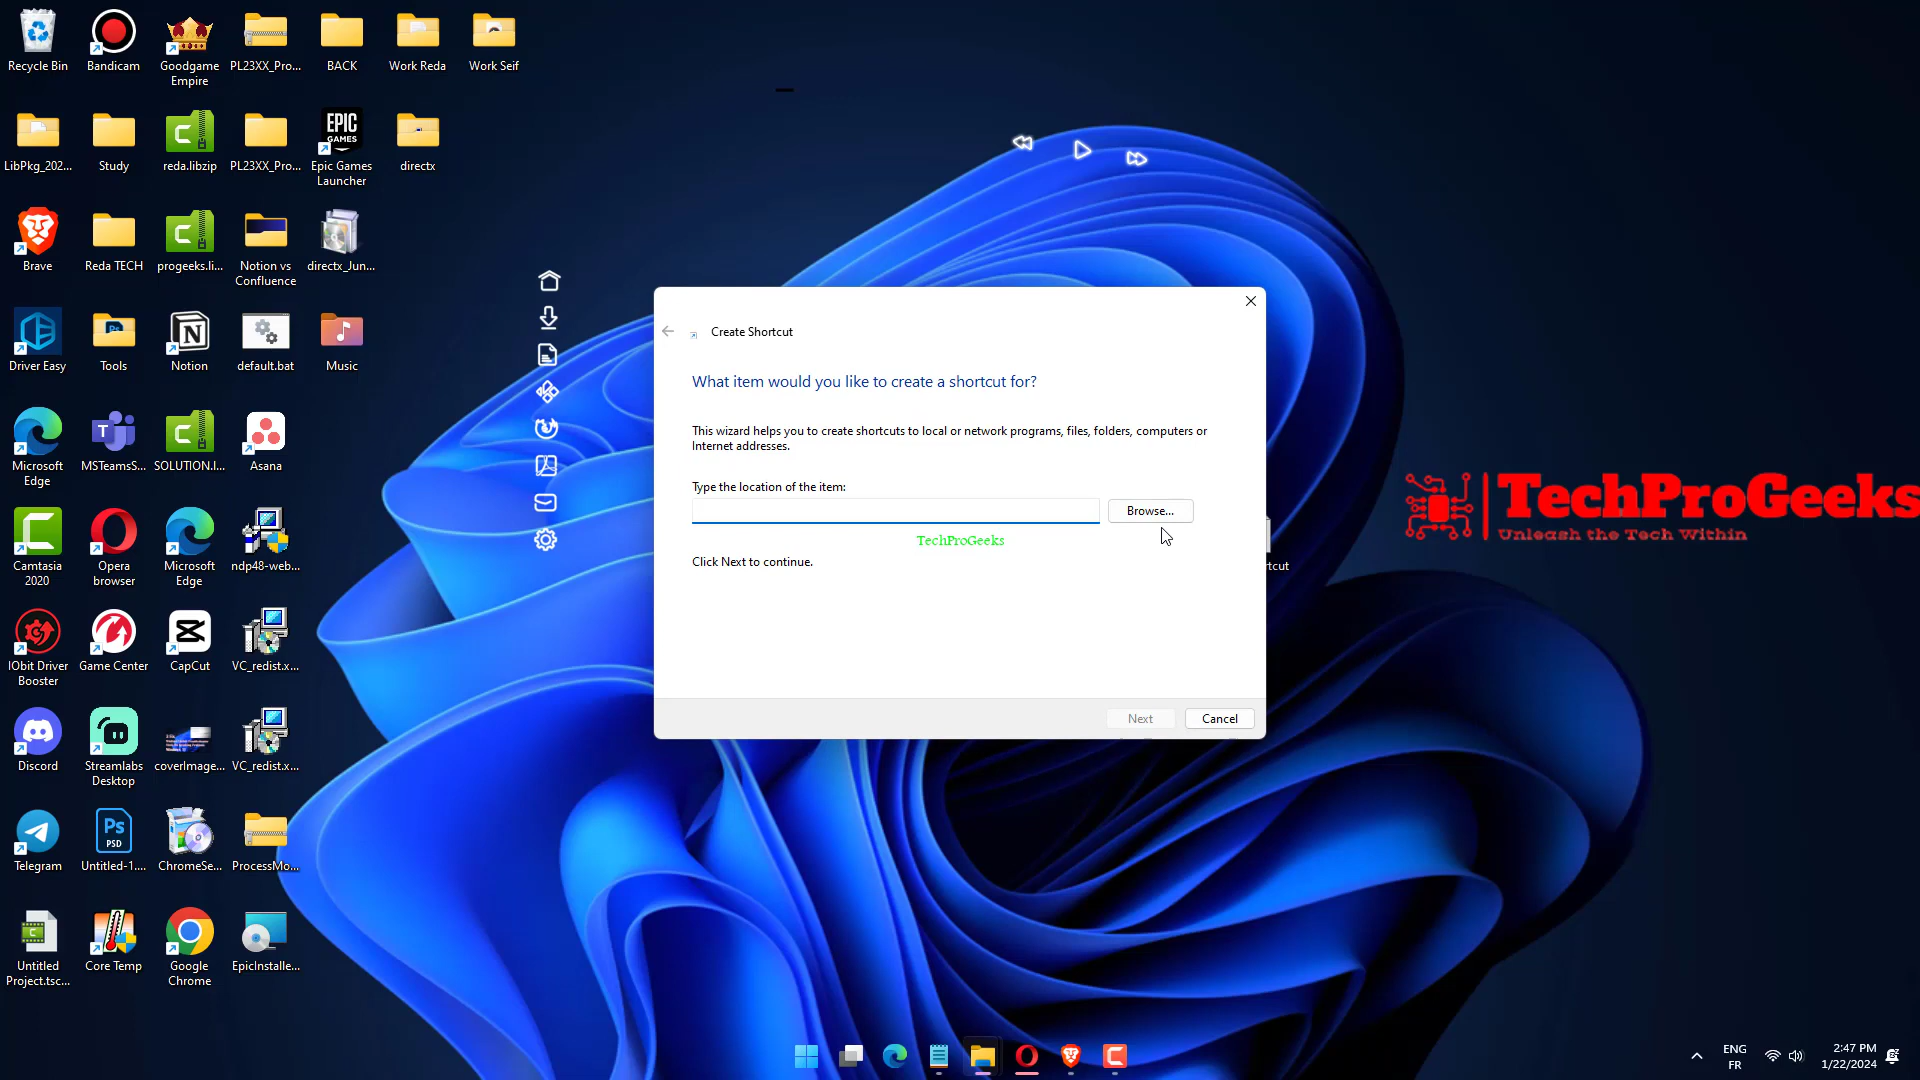 Recycle Bin
Bandicam
Goodgame
Empire
PL23XX_Pro...
BACK
Work Reda
Work Seif
LibPkg_202...
Study
reda.libzip
PL23XX_Pro...
EPIC
GAMES
Epic Games
Launcher
directx
Brave
Reda TECH
progeeks.li...
Notion vs
Confluence
directx_Jun...
Driver Easy
Ps
Tools
Notion
default.bat
Music
Microsoft
Edge
MSTeamsS...
SOLUTION.l...
Asana
Camtasia
2020
Opera
browser
Microsoft
Edge
ndp48-web...
IObit Driver
Booster
Game Center
CapCut
VC_redist.x...
Discord
Streamlabs
Desktop
coverImage...
VC_redist.x...
Telegram
Ps
PSD
Untitled-1....
ChromeSe...
ProcessMo...
Untitled
Project.tsc...
Core Temp
Google
Chrome
EpicInstalle...
Create Shortcut
What item would you like to create a shortcut for?
This wizard helps you to create shortcuts to local or network programs, files, folders, computers or
Internet addresses.
Type the location of the item:
Browse...
TechProGeeks
Click Next to continue.
Next
Cancel
rtcut
TechProGeeks
Unleash the Tech Within
ENG
FR
2:47 PM
1/22/2024